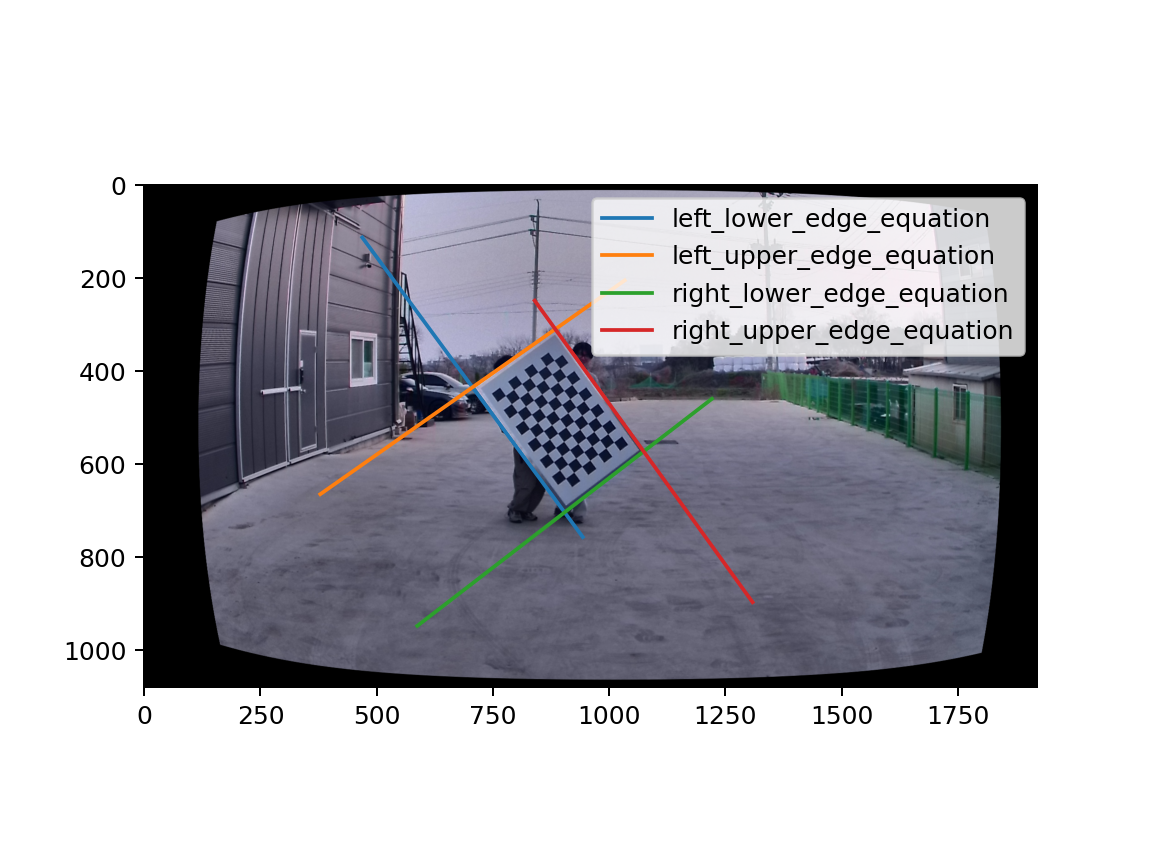 0
200
400
600
800
1000
0 250 500 750 1000 1250 1500 1750
left_lower_edge_equation
left_upper_edge_equation
right_lower_edge_equation
right_upper_edge_equation